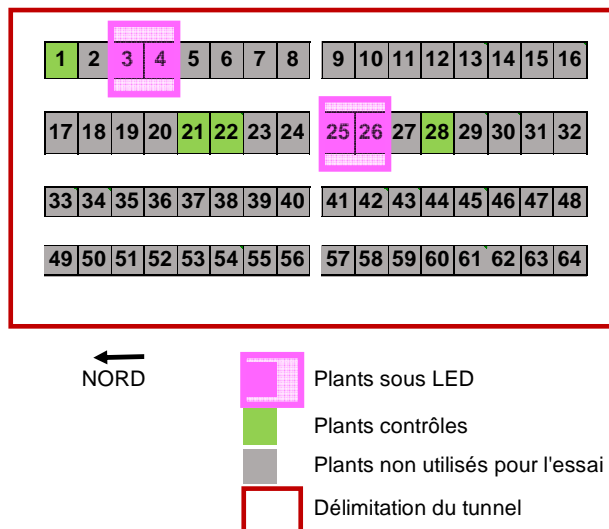 1 2 3 4 5 6 7 8 9 10 11 12 13 14 15 16
17 18 19 20 21 22 23 24 25 26 27 28 29 30 31 32
33 34 35 36 37 38 39 40 41 42 43 44 45 46 47 48
49 50 51 52 53 54 55 56 57 58 59 60 61 62 63 64
NORD
Plants sous LED
Plants contrôles
Plants non utilisés pour l'essai
Délimitation du tunnel